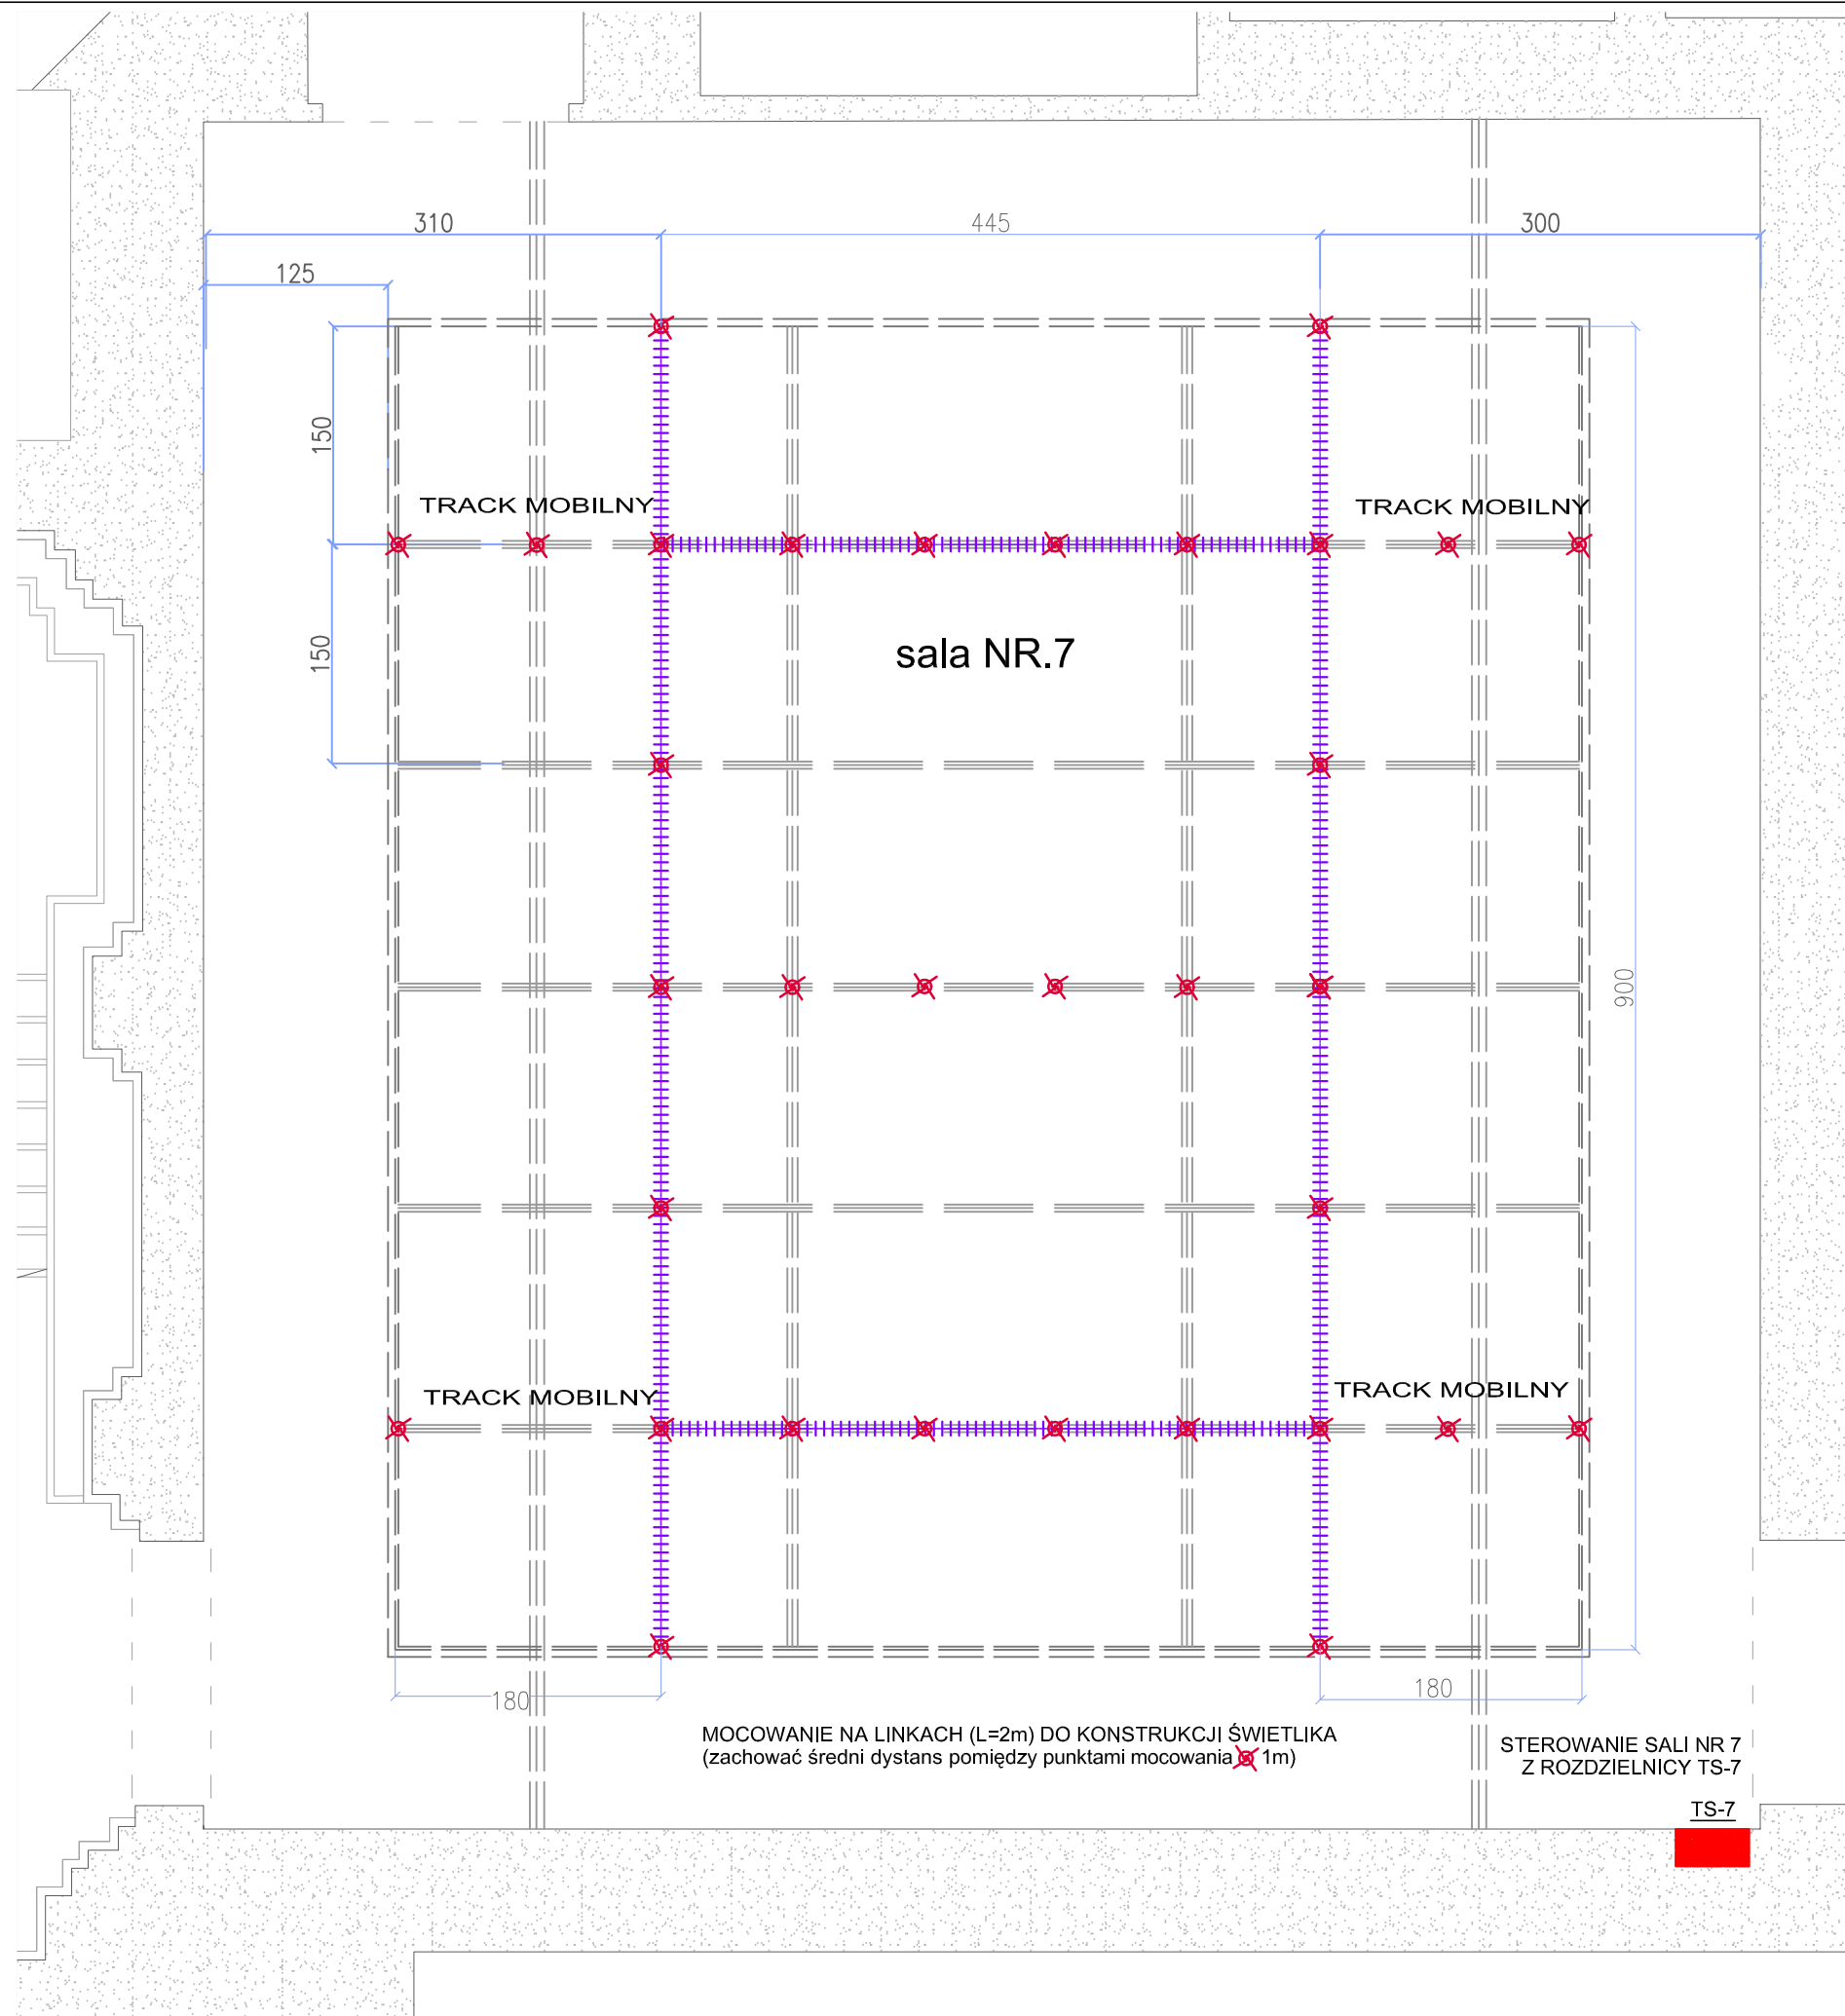 310
445
300
125
150
TRACK MOBILNY
TRACK MOBILNY
150
sala NR.7
900
TRACK MOBILNY
TRACK MOBILNY
180
180
MOCOWANIE NA LINKACH (L=2m) DO KONSTRUKCJI ŚWIETLIKA
(zachować średni dystans pomiędzy punktami mocowania 1m)
STEROWANIE SALI NR 7
Z ROZDZIELNICY TS-7
TS-7